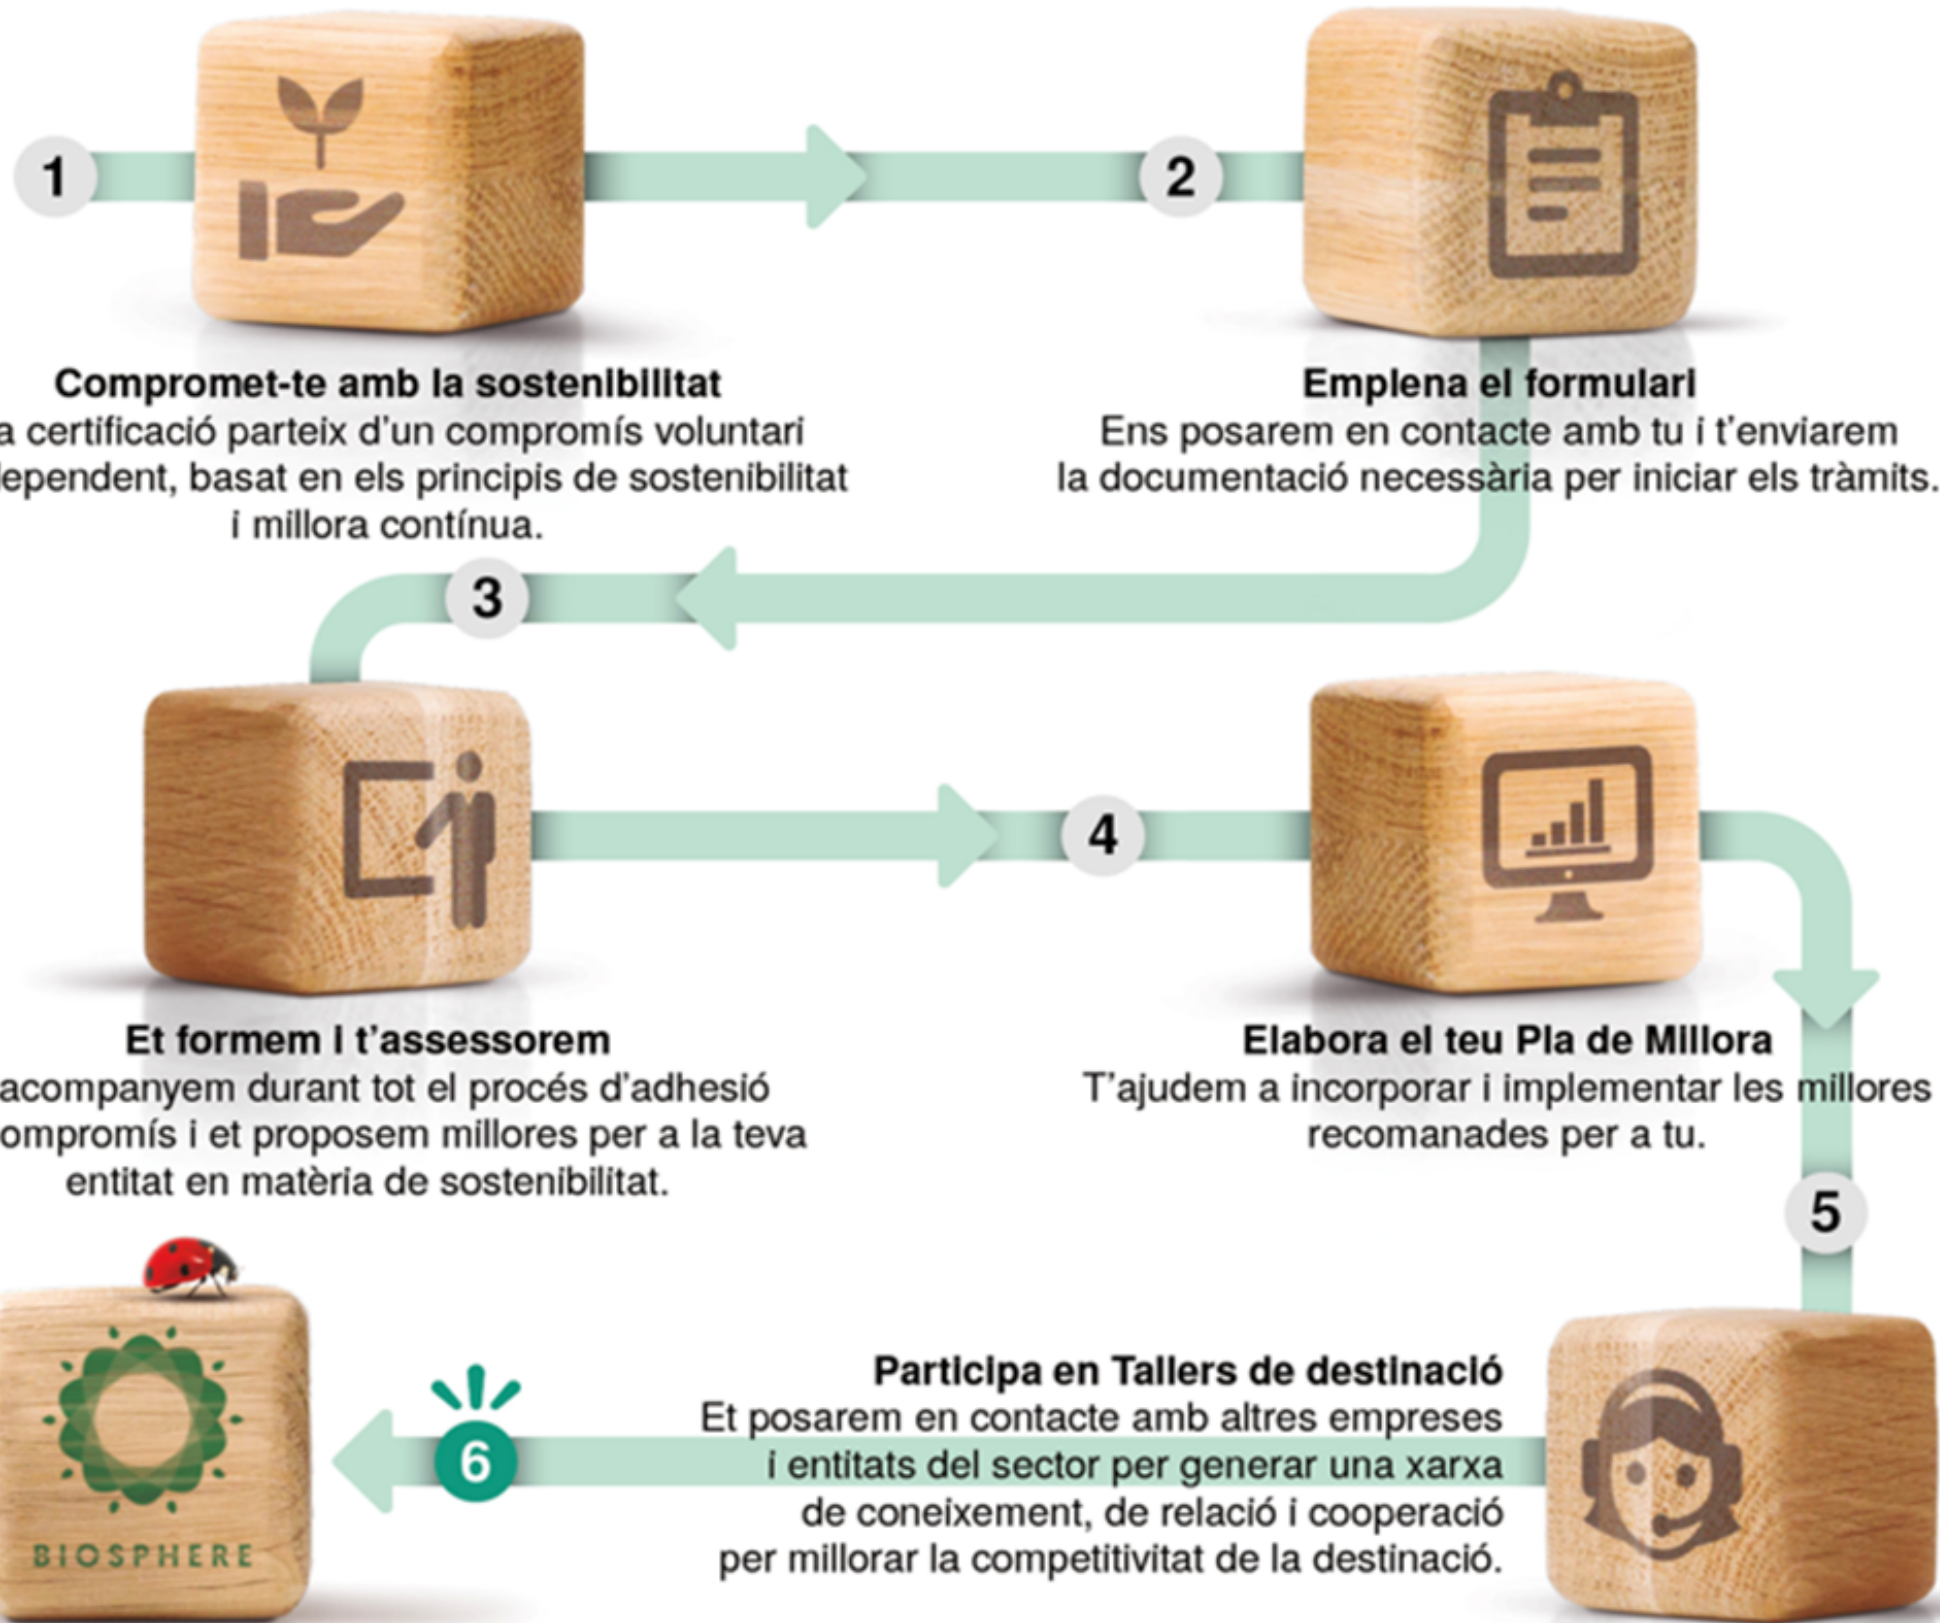 1
2
Compromet-te amb la sostenibilitat
a certificació parteix d'un compromís voluntari
dependent, basat en els principis de sostenibilitat
i millora contínua.
Emplena el formulari
Ens posarem en contacte amb tu i t'enviarem
la documentació necessària per iniciar els tràmits.
3
4
Et formem i t'assessorem
acompanyem durant tot el procés d'adhesió
ompromís i et proposem millores per a la teva
entitat en matèria de sostenibilitat.
Elabora el teu Pla de Millora
T'ajudem a incorporar i implementar les millores
recomanades per a tu.
5
Participa en Tallers de destinació
Et posarem en contacte amb altres empreses
i entitats del sector per generar una xarxa
de coneixement, de relació i cooperació
per millorar la competitivitat de la destinació.
6
BIOSPHERE